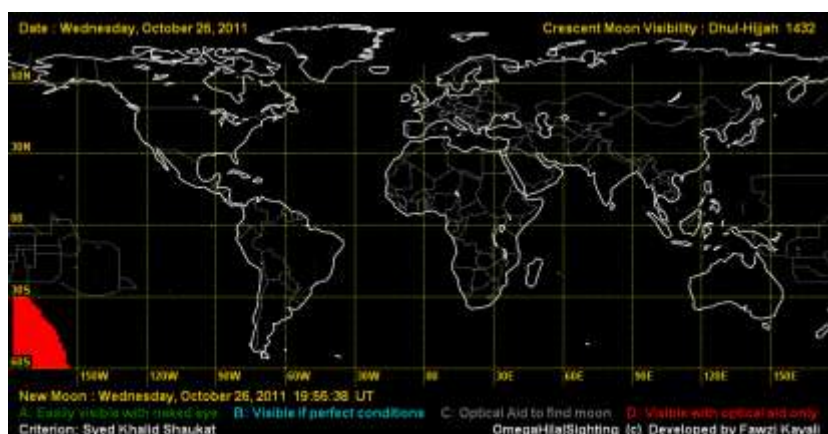 Date : Wednesday, October 26, 2011 Crescent Moon Visibility : Dhul-Hijjah 1432
60N
30N
00
30S
60S
150W 120W 90W 60W 30W 00 30E 60E 90E 120E 150E
New Moon : Wednesday, October 26, 2011 19:56:38 UT
A: Easily visible with naked eye B: Visible if perfect conditions C: Optical Aid to find moon D: Visible with optical aid only
Criterion: Syed Khalid Shaukat OmegaHilalSighting (c) Developed by Fawzi Kayali